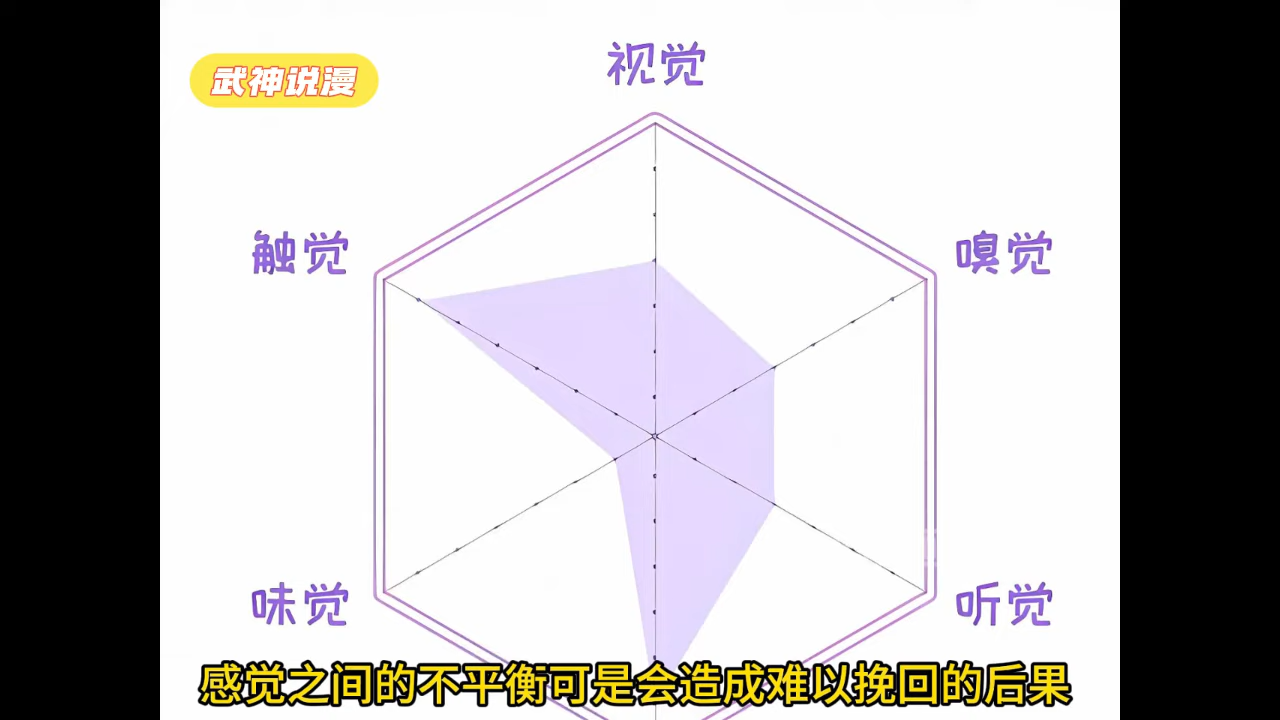 武神说漫
视觉
触觉
嗅觉
味觉
听觉
感觉之间的不平衡可是会造成难以挽回的后果